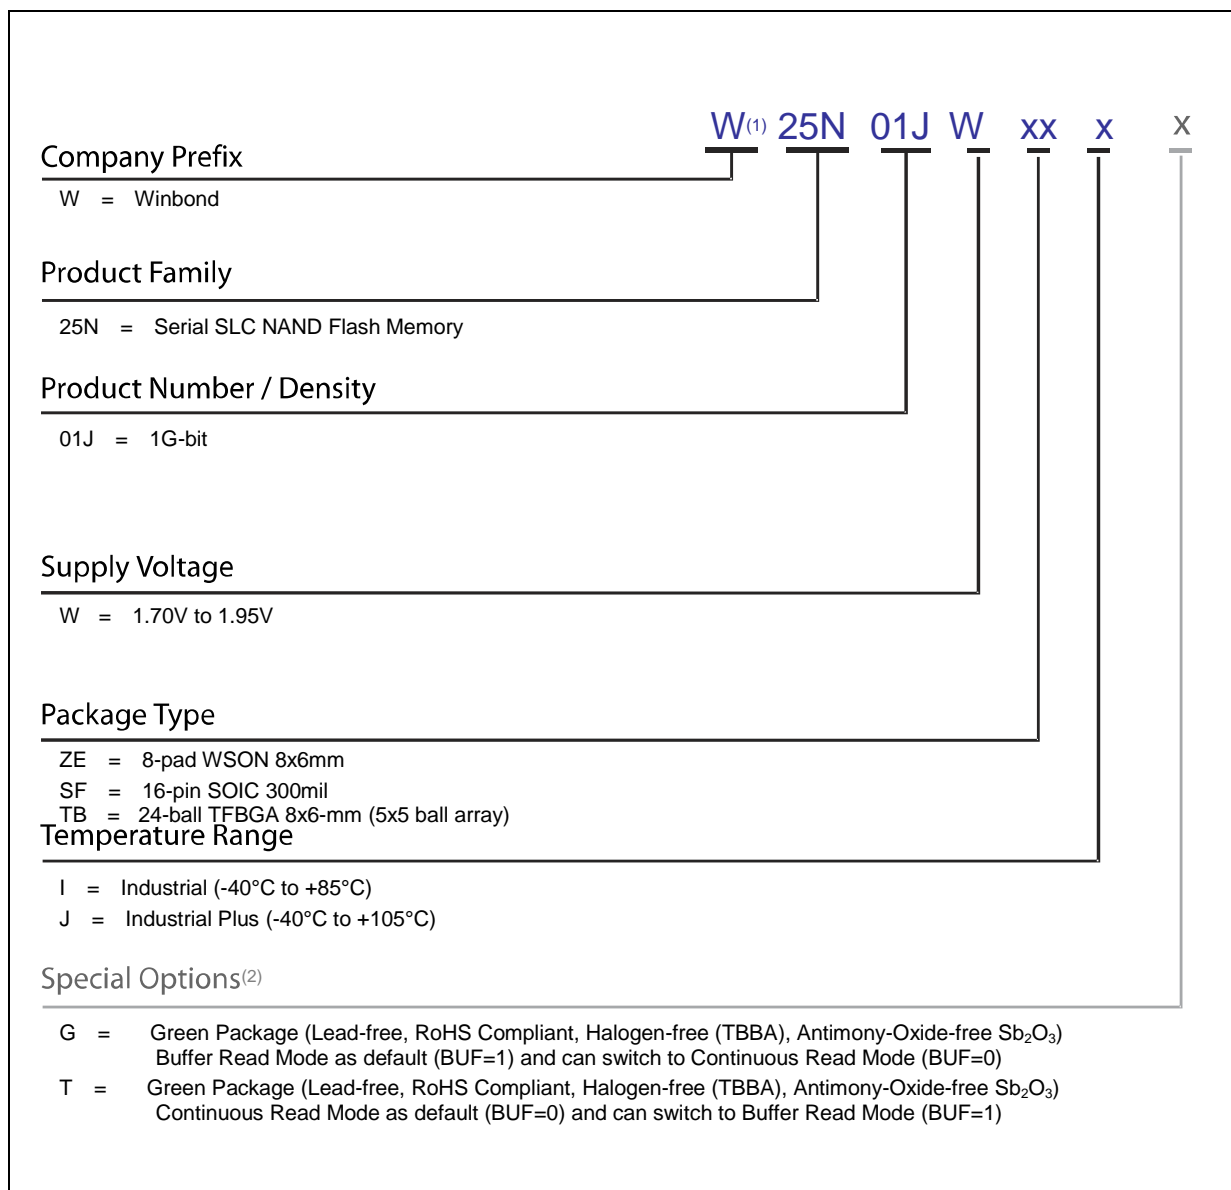 W(1) 25N 01J W xx x x
Company Prefix
W = Winbond
Product Family
25N = Serial SLC NAND Flash Memory
Product Number / Density
01J = 1G-bit
Supply Voltage
W = 1.70V to 1.95V
Package Type
ZE = 8-pad WSON 8x6mm
SF = 16-pin SOIC 300mil
TB = 24-ball TFBGA 8x6-mm (5x5 ball array)
Temperature Range
I = Industrial (-40°C to +85°C)
J = Industrial Plus (-40°C to +105°C)
Special Options(2)
G = Green Package (Lead-free, RoHS Compliant, Halogen-free (TBBA), Antimony-Oxide-free Sb₂O₃)
Buffer Read Mode as default (BUF=1) and can switch to Continuous Read Mode (BUF=0)
T = Green Package (Lead-free, RoHS Compliant, Halogen-free (TBBA), Antimony-Oxide-free Sb₂O₃)
Continuous Read Mode as default (BUF=0) and can switch to Buffer Read Mode (BUF=1)